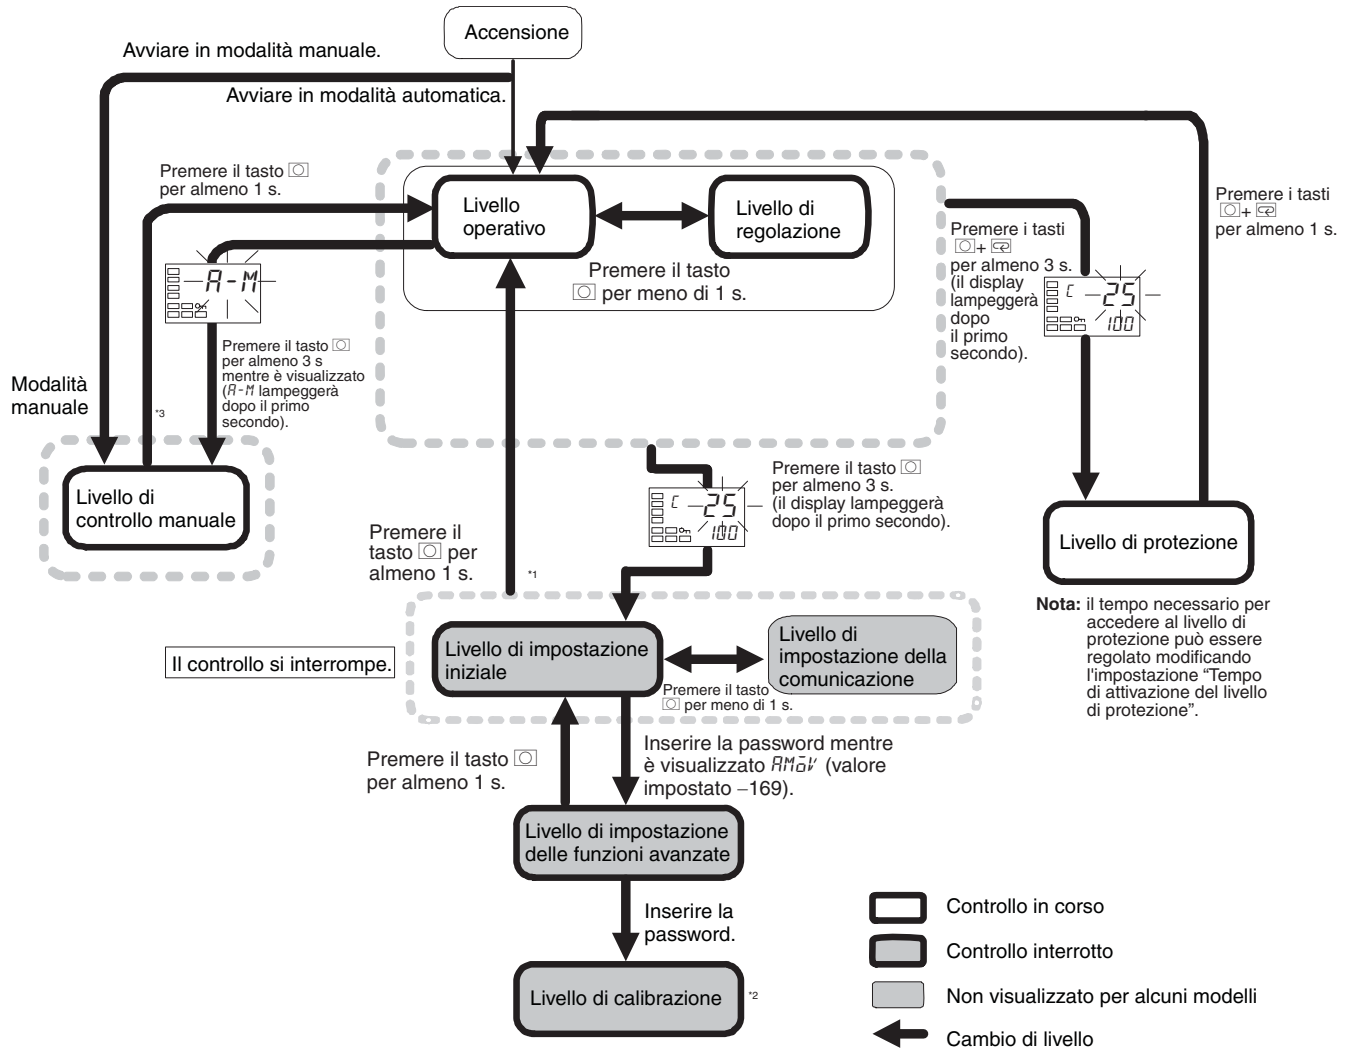 Accensione
Avviare in modalità manuale.
Avviare in modalità automatica.
Premere il tasto
per almeno 1 s.
Livello
operativo
Livello di
regolazione
Premere il tasto
per meno di 1 s.
Premere i tasti
+
per almeno 3 s.
(il display
lampeggerà
dopo
il primo
secondo).
C 25
100
Premere i tasti
+
per almeno 1 s.
A-M
Premere il tasto
per almeno 3 s
mentre è visualizzato
(A-M lampeggerà
dopo il primo
secondo).
Modalità
manuale
*3
Livello di
controllo manuale
Premere il tasto
per almeno 3 s.
(il display lampeggerà
dopo il primo secondo).
C 25
100
Premere il
tasto per
almeno 1 s.
*1
Livello di protezione
Nota: il tempo necessario per
accedere al livello di
protezione può essere
regolato modificando
l'impostazione “Tempo
di attivazione del livello
di protezione”.
Il controllo si interrompe.
Livello di impostazione
iniziale
Livello di
impostazione della
comunicazione
Premere il tasto
per meno di 1 s.
Premere il tasto
per almeno 1 s.
Inserire la password mentre
è visualizzato AMōV (valore
impostato –169).
Livello di impostazione
delle funzioni avanzate
Inserire la
password.
Livello di calibrazione
*2
Controllo in corso
Controllo interrotto
Non visualizzato per alcuni modelli
Cambio di livello